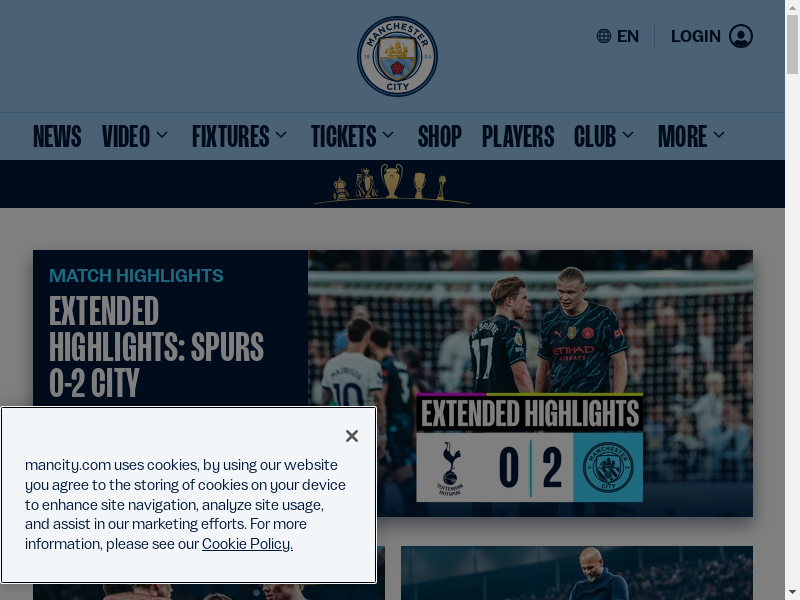 MANCHESTER
18 94
CITY
EN
LOGIN
NEWS
VIDEO
FIXTURES
TICKETS
SHOP
PLAYERS
CLUB
MORE
MATCH HIGHLIGHTS
EXTENDED
HIGHLIGHTS: SPURS
0-2 CITY
DE BRUYNE
17
10
ETIHAD
AIRWAYS
EXTENDED HIGHLIGHTS
TOTTENHAM
HOTSPUR
0 2
MANCHESTER
CITY
mancity.com uses cookies, by using our website
you agree to the storing of cookies on your device
to enhance site navigation, analyze site usage,
and assist in our marketing efforts. For more
information, please see our Cookie Policy.